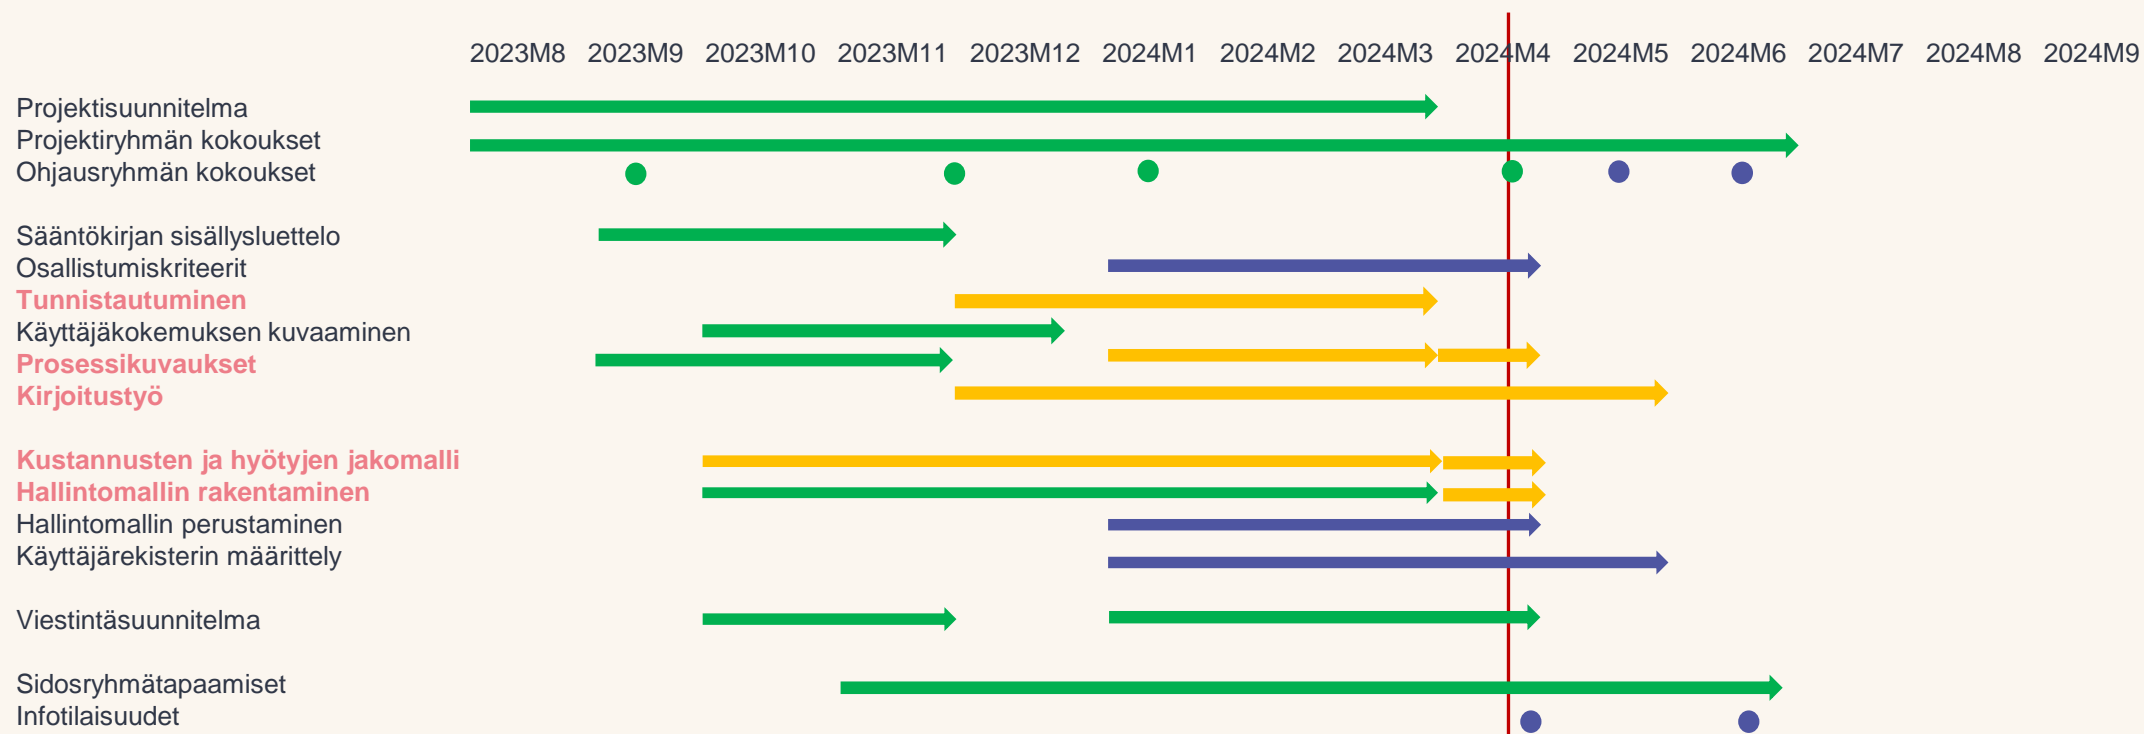 2023M8 2023M9 2023M10 2023M11 2023M12 2024M1 2024M2 2024M3 2024M4 2024M5 2024M6 2024M7 2024M8 2024M9
Projektisuunnitelma
Projektiryhmän kokoukset
Ohjausryhmän kokoukset
Sääntökirjan sisällysluettelo
Osallistumiskriteerit
Tunnistautuminen
Käyttäjäkokemuksen kuvaaminen
Prosessikuvaukset
Kirjoitustyö
Kustannusten ja hyötyjen jakomalli
Hallintomallin rakentaminen
Hallintomallin perustaminen
Käyttäjärekisterin määrittely
Viestintäsuunnitelma
Sidosryhmätapaamiset
Infotilaisuudet